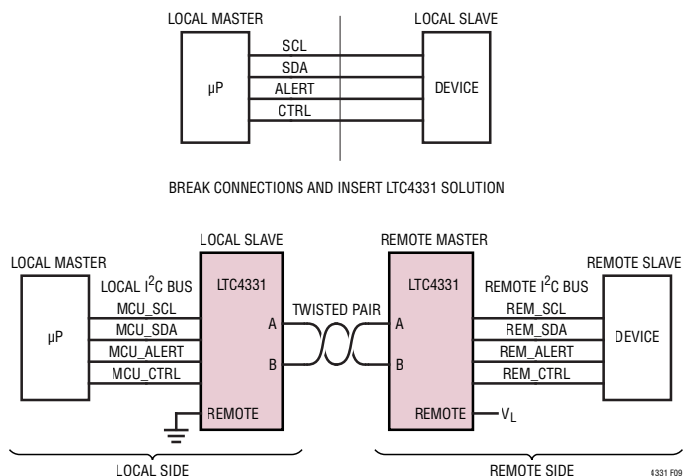 LOCAL MASTER
LOCAL SLAVE
SCL
SDA
ALERT
CTRL
µP
DEVICE
BREAK CONNECTIONS AND INSERT LTC4331 SOLUTION
LOCAL SLAVE
REMOTE MASTER
LOCAL MASTER
REMOTE SLAVE
LOCAL I²C BUS
LTC4331
LTC4331
REMOTE I²C BUS
MCU_SCL
TWISTED PAIR
REM_SCL
A
A
MCU_SDA
REM_SDA
µP
DEVICE
MCU_ALERT
REM_ALERT
B
B
MCU_CTRL
REM_CTRL
REMOTE
REMOTE
VL
LOCAL SIDE
REMOTE SIDE
4331 F09